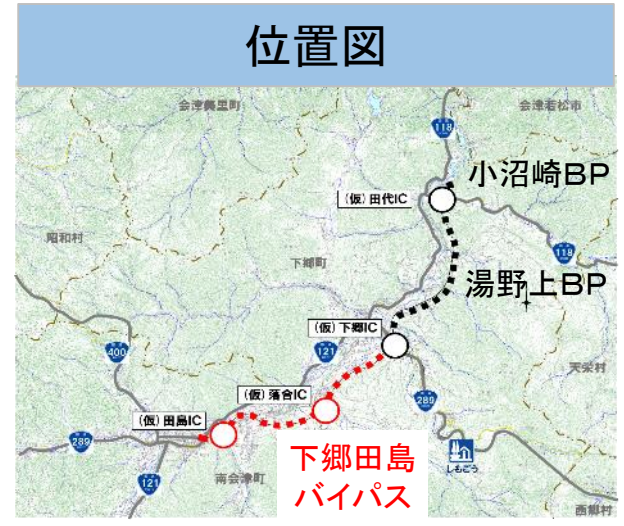 位置図
会津美里町
会津若松市
118
小沼崎BP
(仮)田代IC
昭和村
下郷町
118
湯野上BP
(仮)下郷IC
121
400
天栄村
(仮)落合IC
289
(仮)田島IC
289
下郷田島
バイパス
しもごう
南会津町
121
西郷村